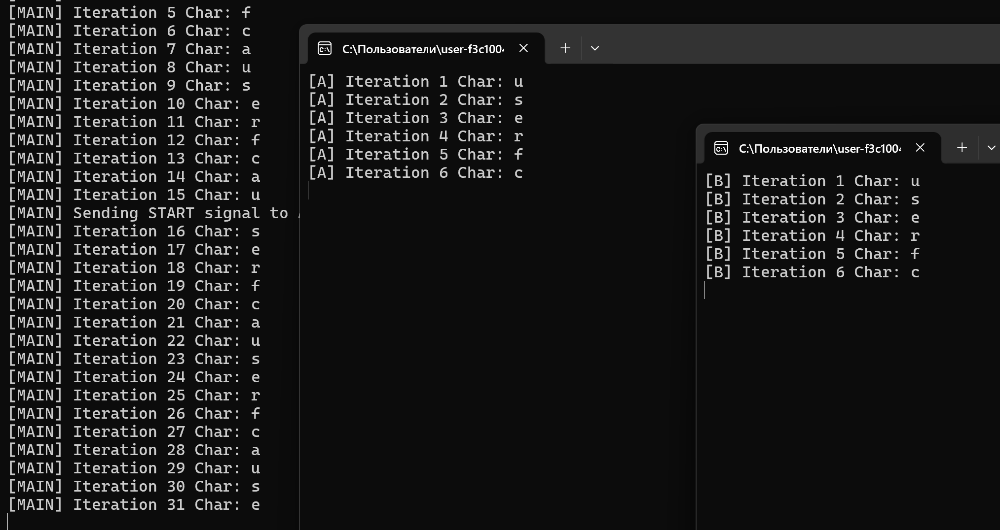 [MAIN] Iteration 5 Char: f
[MAIN] Iteration 6 Char: c
[MAIN] Iteration 7 Char: a
[MAIN] Iteration 8 Char: u
[MAIN] Iteration 9 Char: s
[MAIN] Iteration 10 Char: e
[MAIN] Iteration 11 Char: r
[MAIN] Iteration 12 Char: f
[MAIN] Iteration 13 Char: c
[MAIN] Iteration 14 Char: a
[MAIN] Iteration 15 Char: u
[MAIN] Sending START signal to
[MAIN] Iteration 16 Char: s
[MAIN] Iteration 17 Char: e
[MAIN] Iteration 18 Char: r
[MAIN] Iteration 19 Char: f
[MAIN] Iteration 20 Char: c
[MAIN] Iteration 21 Char: a
[MAIN] Iteration 22 Char: u
[MAIN] Iteration 23 Char: s
[MAIN] Iteration 24 Char: e
[MAIN] Iteration 25 Char: r
[MAIN] Iteration 26 Char: f
[MAIN] Iteration 27 Char: c
[MAIN] Iteration 28 Char: a
[MAIN] Iteration 29 Char: u
[MAIN] Iteration 30 Char: s
[MAIN] Iteration 31 Char: e
C:\Пользователи\user-f3c100
[A] Iteration 1 Char: u
[A] Iteration 2 Char: s
[A] Iteration 3 Char: e
[A] Iteration 4 Char: r
[A] Iteration 5 Char: f
[A] Iteration 6 Char: c
C:\Пользователи\user-f3c100
[B] Iteration 1 Char: u
[B] Iteration 2 Char: s
[B] Iteration 3 Char: e
[B] Iteration 4 Char: r
[B] Iteration 5 Char: f
[B] Iteration 6 Char: c